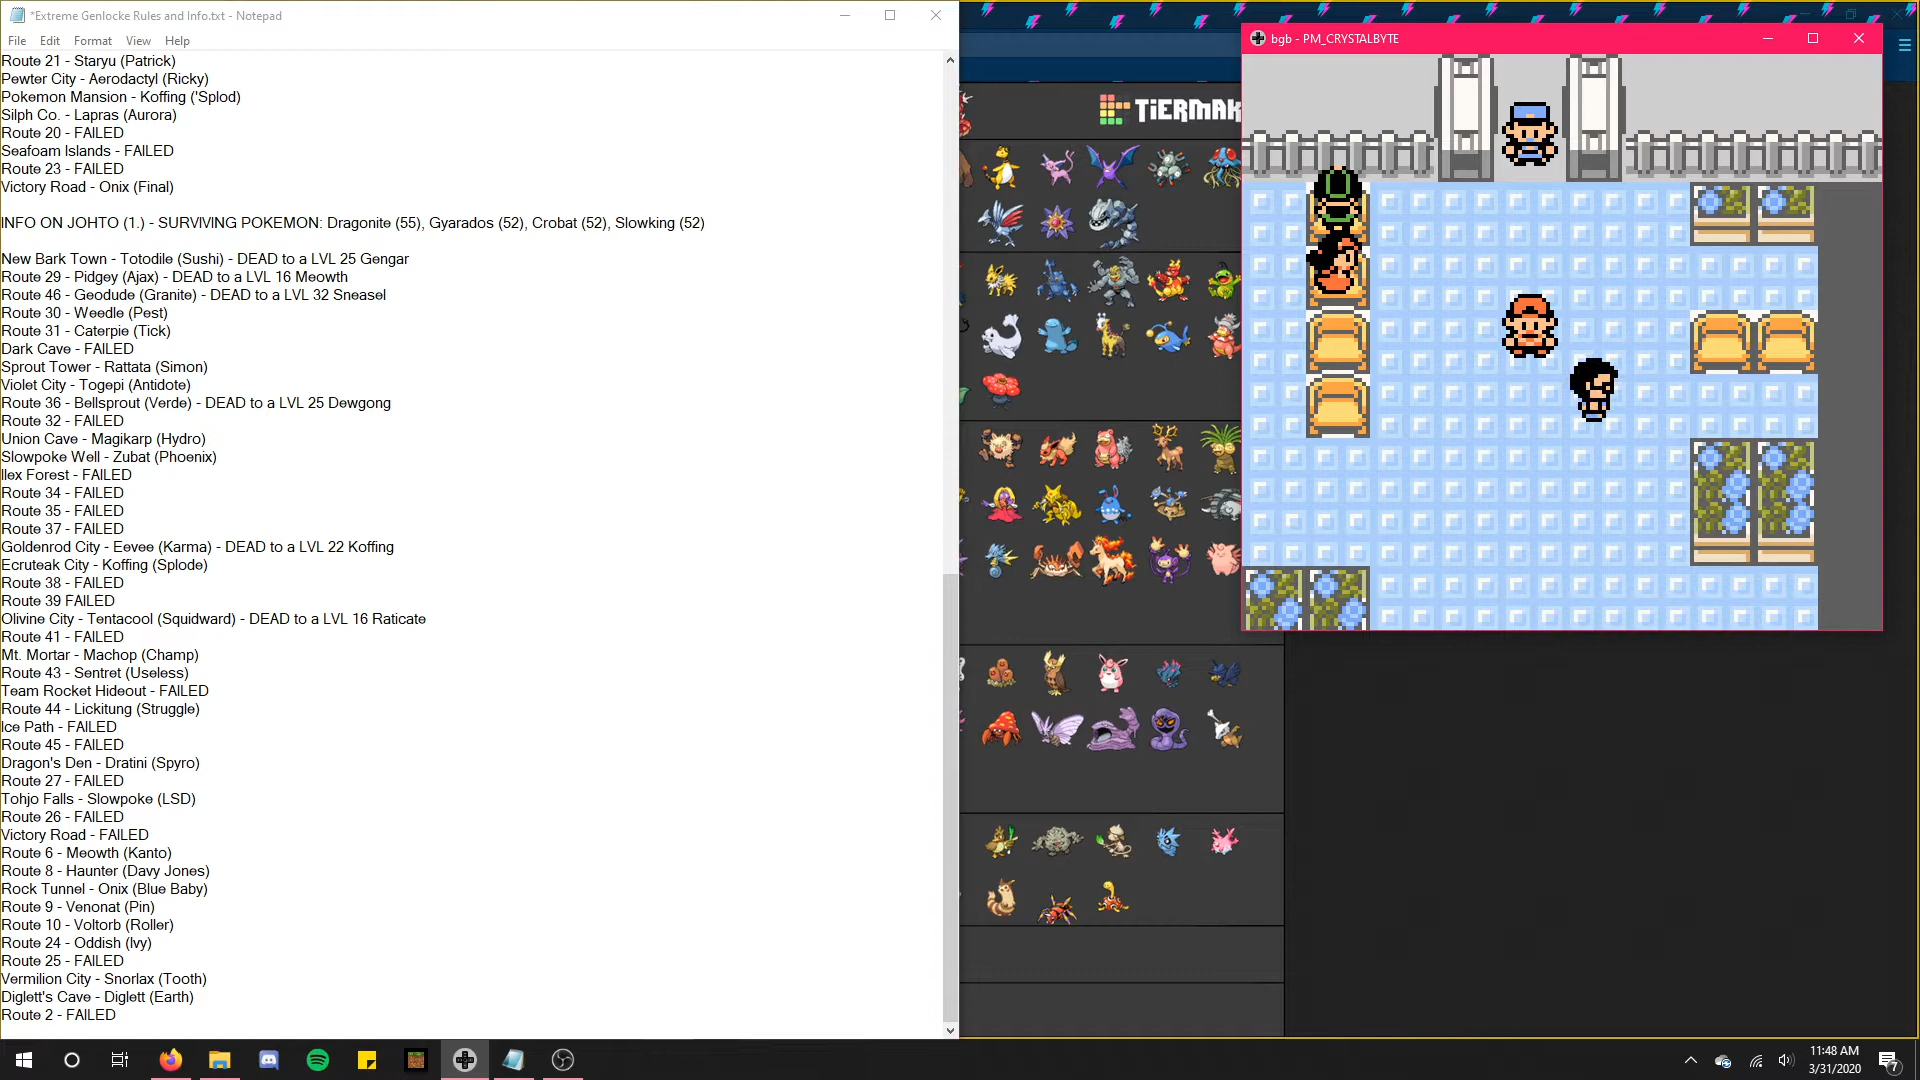 *Extreme Genlocke Rules and Info.txt - Notepad
File Edit Format View Help
Route 21 - Staryu (Patrick)
Pewter City - Aerodactyl (Ricky)
Pokemon Mansion - Koffing ('Splod)
Silph Co. - Lapras (Aurora)
Route 20 - FAILED
Seafoam Islands - FAILED
Route 23 - FAILED
Victory Road - Onix (Final)
INFO ON JOHTO (1.) - SURVIVING POKEMON: Dragonite (55), Gyarados (52), Crobat (52), Slowking (52)
New Bark Town - Totodile (Sushi) - DEAD to a LVL 25 Gengar
Route 29 - Pidgey (Ajax) - DEAD to a LVL 16 Meowth
Route 46 - Geodude (Granite) - DEAD to a LVL 32 Sneasel
Route 30 - Weedle (Pest)
Route 31 - Caterpie (Tick)
Dark Cave - FAILED
Sprout Tower - Rattata (Simon)
Violet City - Togepi (Antidote)
Route 36 - Bellsprout (Verde) - DEAD to a LVL 25 Dewgong
Route 32 - FAILED
Union Cave - Magikarp (Hydro)
Slowpoke Well - Zubat (Phoenix)
Ilex Forest - FAILED
Route 34 - FAILED
Route 35 - FAILED
Route 37 - FAILED
Goldenrod City - Eevee (Karma) - DEAD to a LVL 22 Koffing
Ecruteak City - Koffing (Splode)
Route 38 - FAILED
Route 39 FAILED
Olivine City - Tentacool (Squidward) - DEAD to a LVL 16 Raticate
Route 41 - FAILED
Mt. Mortar - Machop (Champ)
Route 43 - Sentret (Useless)
Team Rocket Hideout - FAILED
Route 44 - Lickitung (Struggle)
Ice Path - FAILED
Route 45 - FAILED
Dragon's Den - Dratini (Spyro)
Route 27 - FAILED
Tohjo Falls - Slowpoke (LSD)
Route 26 - FAILED
Victory Road - FAILED
Route 6 - Meowth (Kanto)
Route 8 - Haunter (Davy Jones)
Rock Tunnel - Onix (Blue Baby)
Route 9 - Venonat (Pin)
Route 10 - Voltorb (Roller)
Route 24 - Oddish (Ivy)
Route 25 - FAILED
Vermilion City - Snorlax (Tooth)
Diglett's Cave - Diglett (Earth)
Route 2 - FAILED
TIERMAK
bgb - PM_CRYSTALBYTE
11:48 AM
3/31/2020
7